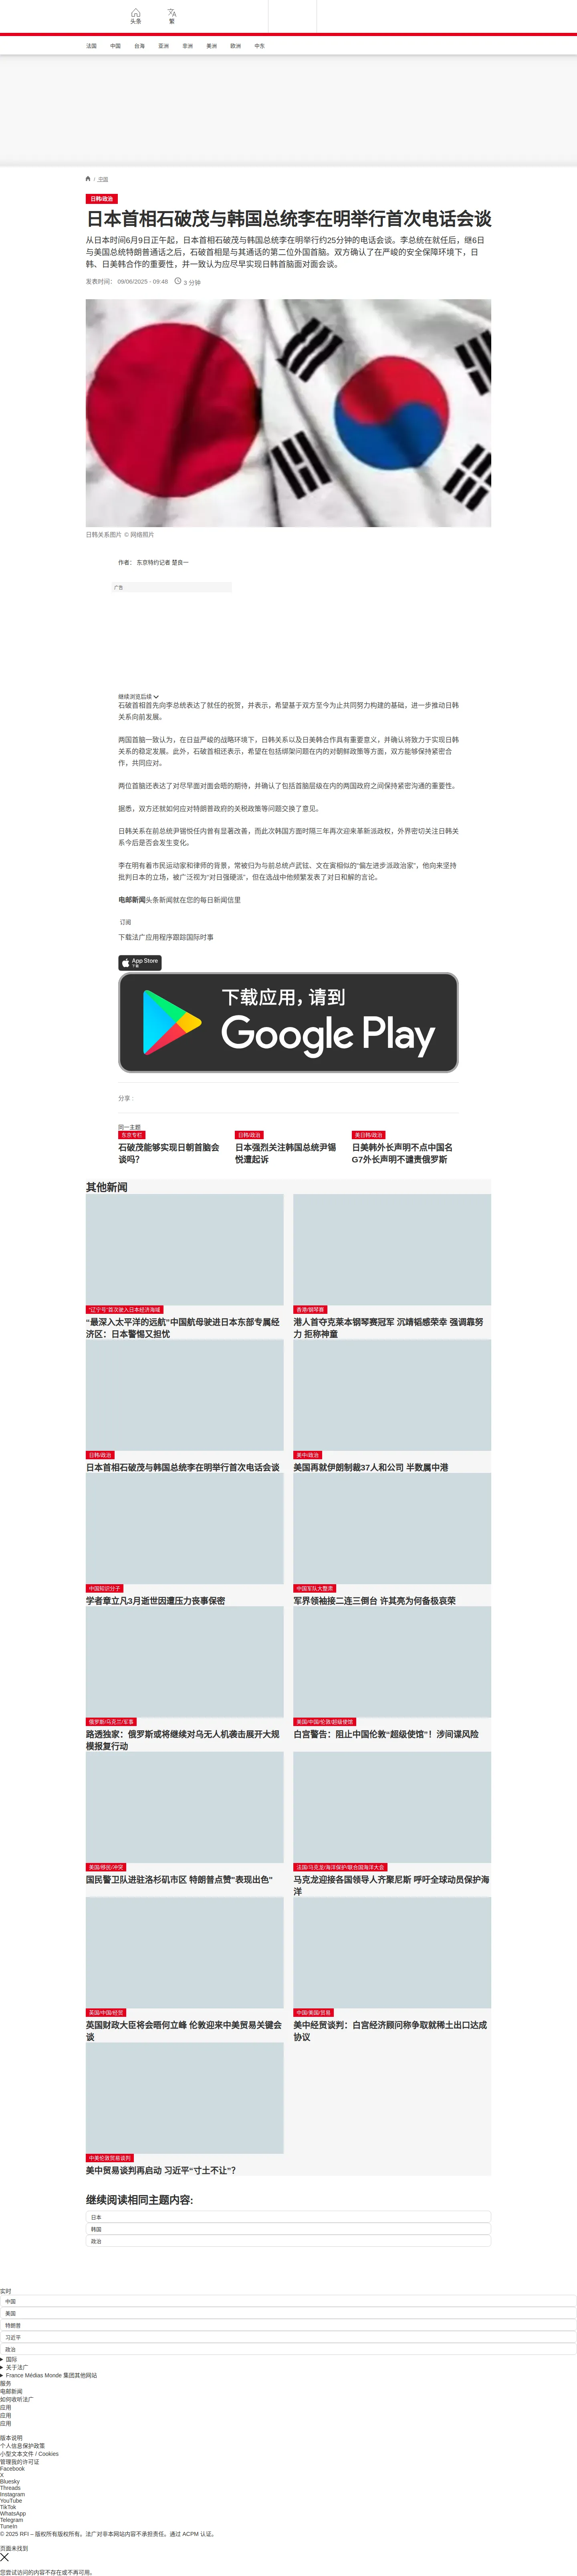 头条
繁
法国
中国
台海
亚洲
非洲
美洲
欧洲
中东
/ 中国
日韩/政治
日本首相石破茂与韩国总统李在明举行首次电话会谈
从日本时间6月9日正午起，日本首相石破茂与韩国总统李在明举行约25分钟的电话会谈。李总统在就任后，继6日
与美国总统特朗普通话之后，石破首相是与其通话的第二位外国首脑。双方确认了在严峻的安全保障环境下，日
韩、日美韩合作的重要性，并一致认为应尽早实现日韩首脑面对面会谈。
发表时间： 09/06/2025 - 09:48
3 分钟
日韩关系图片 © 网络照片
作者： 东京特约记者 楚良一
广告
继续浏览后续
石破首相首先向李总统表达了就任的祝贺，并表示，希望基于双方至今为止共同努力构建的基础，进一步推动日韩
关系向前发展。
两国首脑一致认为，在日益严峻的战略环境下，日韩关系以及日美韩合作具有重要意义，并确认将致力于实现日韩
关系的稳定发展。此外，石破首相还表示，希望在包括绑架问题在内的对朝鲜政策等方面，双方能够保持紧密合
作，共同应对。
两位首脑还表达了对尽早面对面会晤的期待，并确认了包括首脑层级在内的两国政府之间保持紧密沟通的重要性。
据悉，双方还就如何应对特朗普政府的关税政策等问题交换了意见。
日韩关系在前总统尹锡悦任内曾有显著改善，而此次韩国方面时隔三年再次迎来革新派政权，外界密切关注日韩关
系今后是否会发生变化。
李在明有着市民运动家和律师的背景，常被归为与前总统卢武铉、文在寅相似的“偏左进步派政治家”，他向来坚持
批判日本的立场，被广泛视为“对日强硬派”，但在选战中他频繁发表了对日和解的言论。
电邮新闻头条新闻就在您的每日新闻信里
订阅
下载法广应用程序跟踪国际时事
App Store
下载
下载应用，请到
Google Play
分享 :
同一主题
东京专栏
石破茂能够实现日朝首脑会
谈吗?
日韩/政治
日本强烈关注韩国总统尹锡
悦遭起诉
美日韩/政治
日美韩外长声明不点中国名
G7外长声明不谴责俄罗斯
其他新闻
“辽宁号”首次驶入日本经济海域
“最深入太平洋的远航”中国航母驶进日本东部专属经
济区：日本警惕又担忧
香港/钢琴赛
港人首夺克莱本钢琴赛冠军 沉靖韬感荣幸 强调靠努
力 拒称神童
日韩/政治
日本首相石破茂与韩国总统李在明举行首次电话会谈
美中/政治
美国再就伊朗制裁37人和公司 半数属中港
中国知识分子
学者章立凡3月逝世因遭压力丧事保密
中国军队大整肃
军界领袖接二连三倒台 许其亮为何备极哀荣
俄罗斯/乌克兰/军事
路透独家：俄罗斯或将继续对乌无人机袭击展开大规
模报复行动
美国/中国/伦敦/超级使馆
白宫警告：阻止中国伦敦“超级使馆”！涉间谍风险
美国/移民/冲突
国民警卫队进驻洛杉矶市区 特朗普点赞“表现出色”
法国/马克龙/海洋保护/联合国海洋大会
马克龙迎接各国领导人齐聚尼斯 呼吁全球动员保护海
洋
英国/中国/经贸
英国财政大臣将会晤何立峰 伦敦迎来中美贸易关键会
谈
中国/美国/贸易
美中经贸谈判：白宫经济顾问称争取就稀土出口达成
协议
中美伦敦贸易谈判
美中贸易谈判再启动 习近平“寸土不让”?
继续阅读相同主题内容:
日本
韩国
政治
实时
中国
美国
特朗普
习近平
政治
国际
关于法广
France Médias Monde 集团其他网站
服务
电邮新闻
如何收听法广
应用
应用
应用
版本说明
个人信息保护政策
小型文本文件 / Cookies
管理我的许可证
Facebook
X
Bluesky
Threads
Instagram
YouTube
TikTok
WhatsApp
Telegram
TuneIn
© 2025 RFI – 版权所有版权所有。法广对非本网站内容不承担责任。通过 ACPM 认证。
页面未找到
您尝试访问的内容不存在或不再可用。